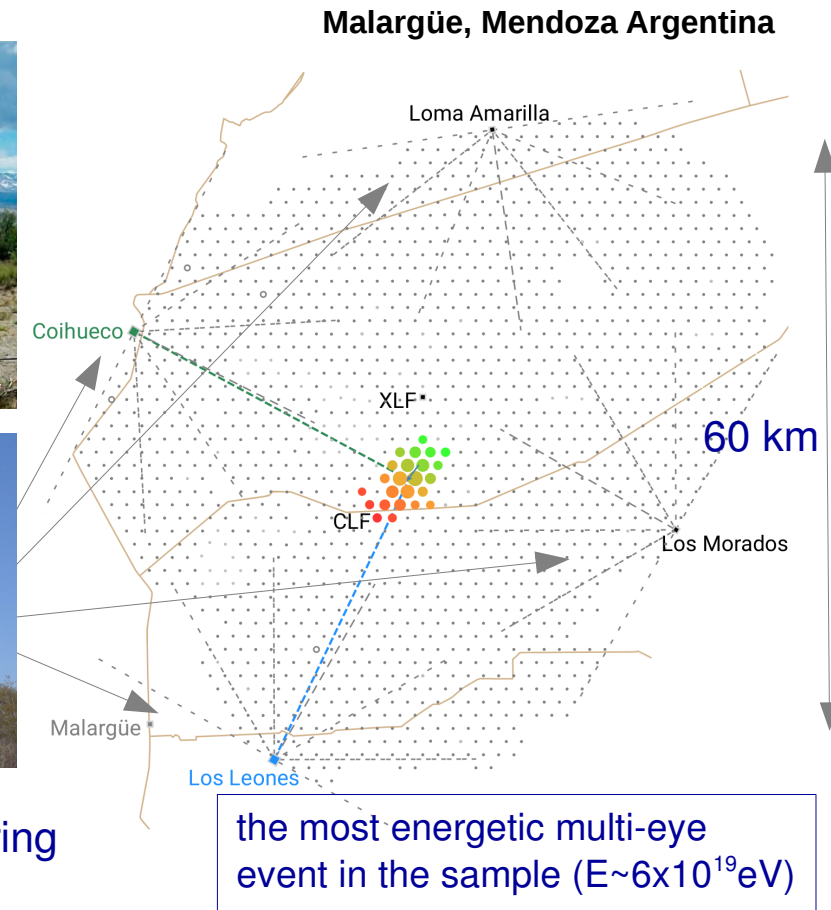 Malargüe, Mendoza Argentina
Loma Amarilla
Coihueco
XLF
60 km
CLF
Los Morados
Malargüe
Los Leones
ing
the most energetic multi-eye
event in the sample (E~6x10¹⁹eV)